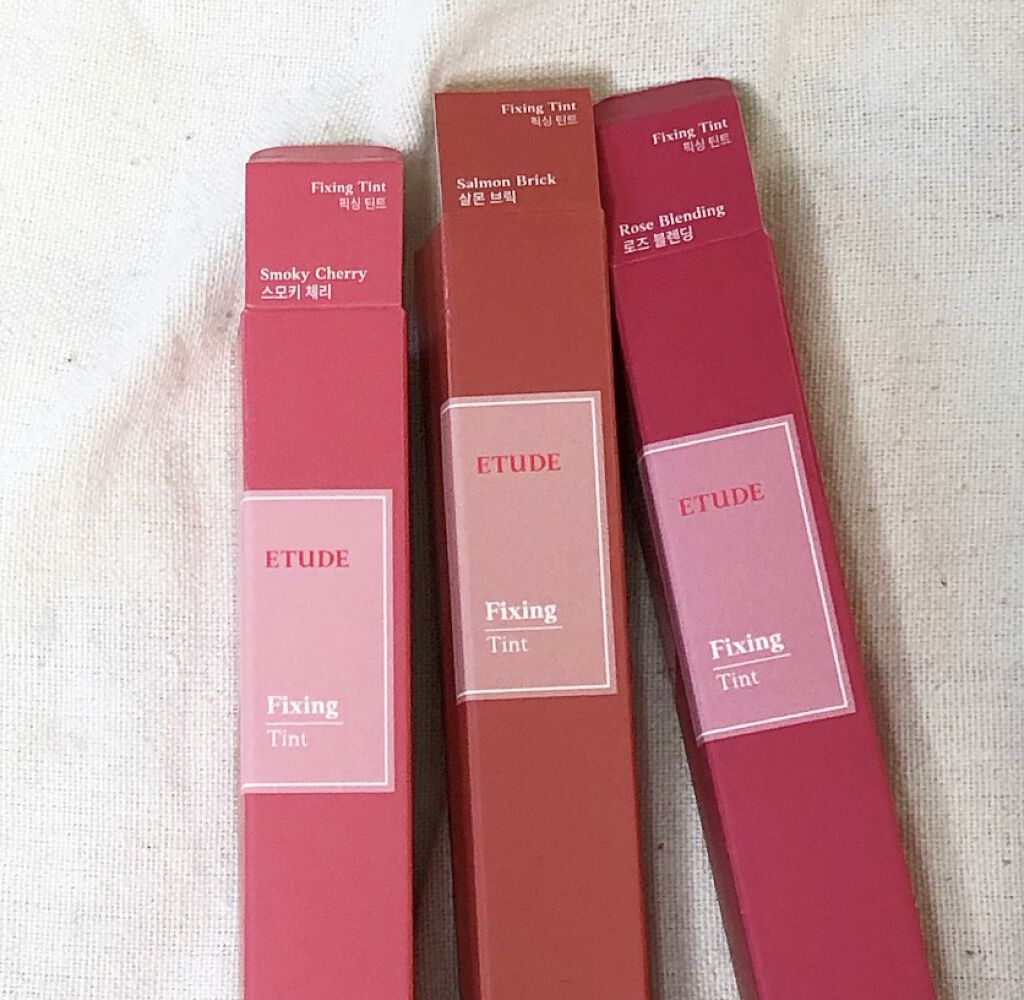 Fixing Tint
픽싱 틴트
Smoky Cherry
스모키 체리
ETUDE
Fixing
Tint
Fixing Tint
픽싱 틴트
Salmon Brick
살몬 브릭
ETUDE
Fixing
Tint
Fixing Tint
픽싱 틴트
Rose Blending
로즈 블렌딩
ETUDE
Fixing
Tint